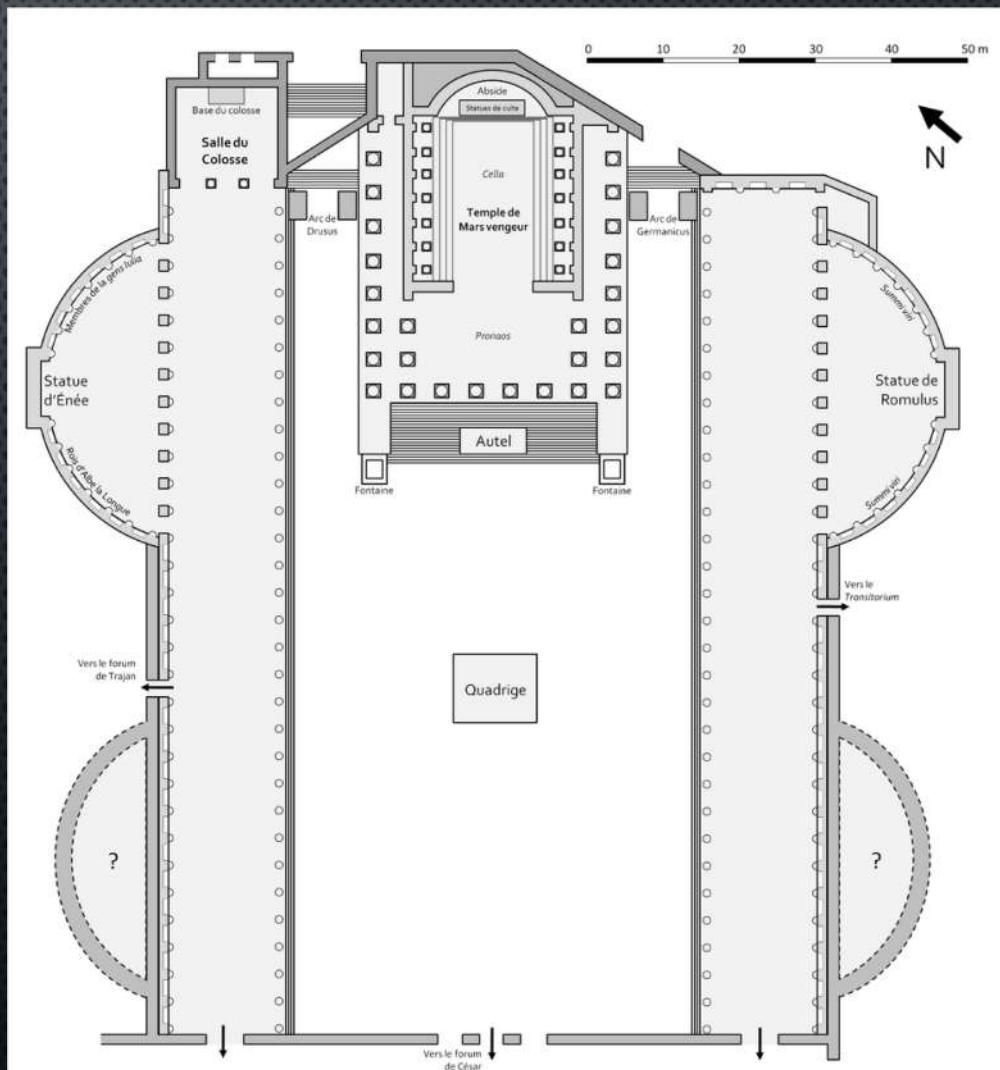 0 10 20 30 40 50 m
N
Abside
Statues de culte
Base du colosse
Salle du
Colosse
Cella
Temple de
Mars vengeur
Arc de
Drusus
Arc de
Germanicus
Membres de la gens Iulia
Summi viri
Pronaos
Statue
d'Énée
Statue de
Romulus
Autel
Rois d'Albe la Longue
Summi viri
Fontaine
Fontaine
Vers le
Transitorium
Vers le forum
de Trajan
Quadrige
?
?
Vers le forum
de César